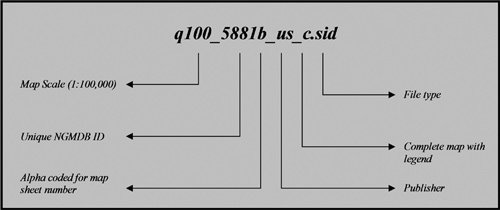 q100_5881b_us_c.sid
Map Scale (1:100,000)
File type
Unique NGMDB ID
Complete map with
legend
Alpha coded for map
sheet number
Publisher